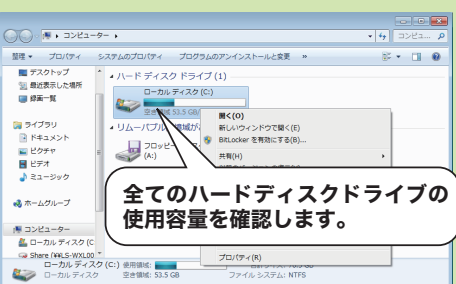 コンピューター
コンピュ...
整理
プロパティ
システムのプロパティ
プログラムのアンインストールと変更
»
デスクトップ
最近表示した場所
録画一覧
ライブラリ
ドキュメント
ピクチャ
ビデオ
ミュージック
ホームグループ
コンピューター
ローカル ディスク (C
Share (¥¥LS-WXL00
ハード ディスク ドライブ (1)
ローカル ディスク (C:)
空き領域 53.5 GB/
リムーバブル
フロッピー
(A:)
開く(O)
新しいウィンドウで開く(E)
BitLocker を有効にする(B)...
共有(H)
全てのハードディスクドライブの
使用容量を確認します。
プロパティ(R)
ローカル ディスク (C:) 使用領域:
ローカル ディスク 空き領域: 53.5 GB ファイル システム: NTFS